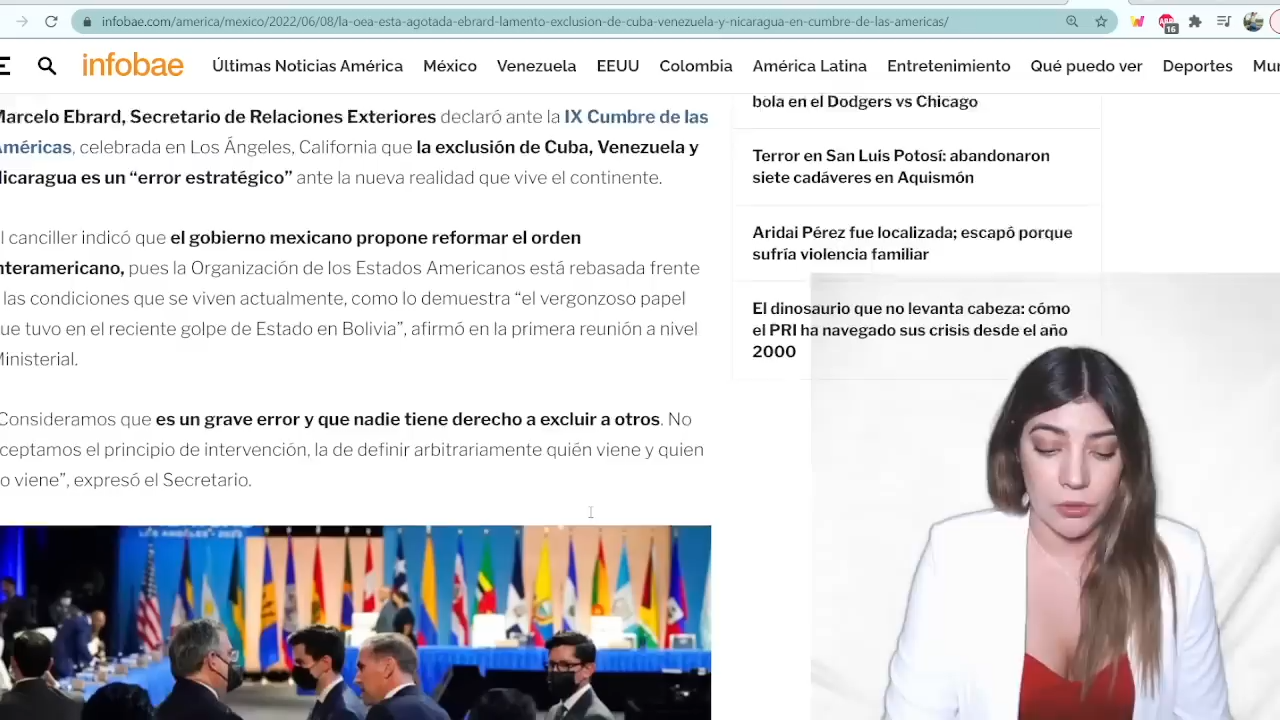 infobae.com/america/mexico/2022/06/08/la-oea-esta-agotada-ebrard-lamento-exclusion-de-cuba-venezuela-y-nicaragua-en-cumbre-de-las-americas/
16
infobae
Últimas Noticias América México Venezuela EEUU Colombia América Latina Entretenimiento Qué puedo ver Deportes Mun
arcelo Ebrard, Secretario de Relaciones Exteriores declaró ante la IX Cumbre de las
méricas, celebrada en Los Ángeles, California que la exclusión de Cuba, Venezuela y
icaragua es un “error estratégico” ante la nueva realidad que vive el continente.
l canciller indicó que el gobierno mexicano propone reformar el orden
nteramericano, pues la Organización de los Estados Americanos está rebasada frente
las condiciones que se viven actualmente, como lo demuestra “el vergonzoso papel
ue tuvo en el reciente golpe de Estado en Bolivia”, afirmó en la primera reunión a nivel
inisterial.
Consideramos que es un grave error y que nadie tiene derecho a excluir a otros. No
ceptamos el principio de intervención, la de definir arbitrariamente quién viene y quien
o viene”, expresó el Secretario.
bola en el Dodgers vs Chicago
Terror en San Luis Potosí: abandonaron
siete cadáveres en Aquismón
Aridai Pérez fue localizada; escapó porque
sufría violencia familiar
El dinosaurio que no levanta cabeza: cómo
el PRI ha navegado sus crisis desde el año
2000